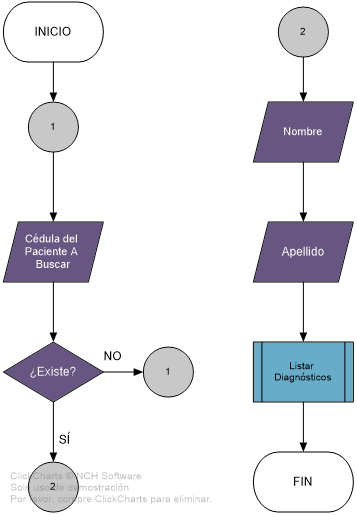 INICIO
1
Cédula del
Paciente A
Buscar
¿Existe?
NO
1
SÍ
2
ClickCharts © NCH Software
Solo uso de demostración
Por favor, compre ClickCharts para eliminar.
2
Nombre
Apellido
Listar
Diagnósticos
FIN